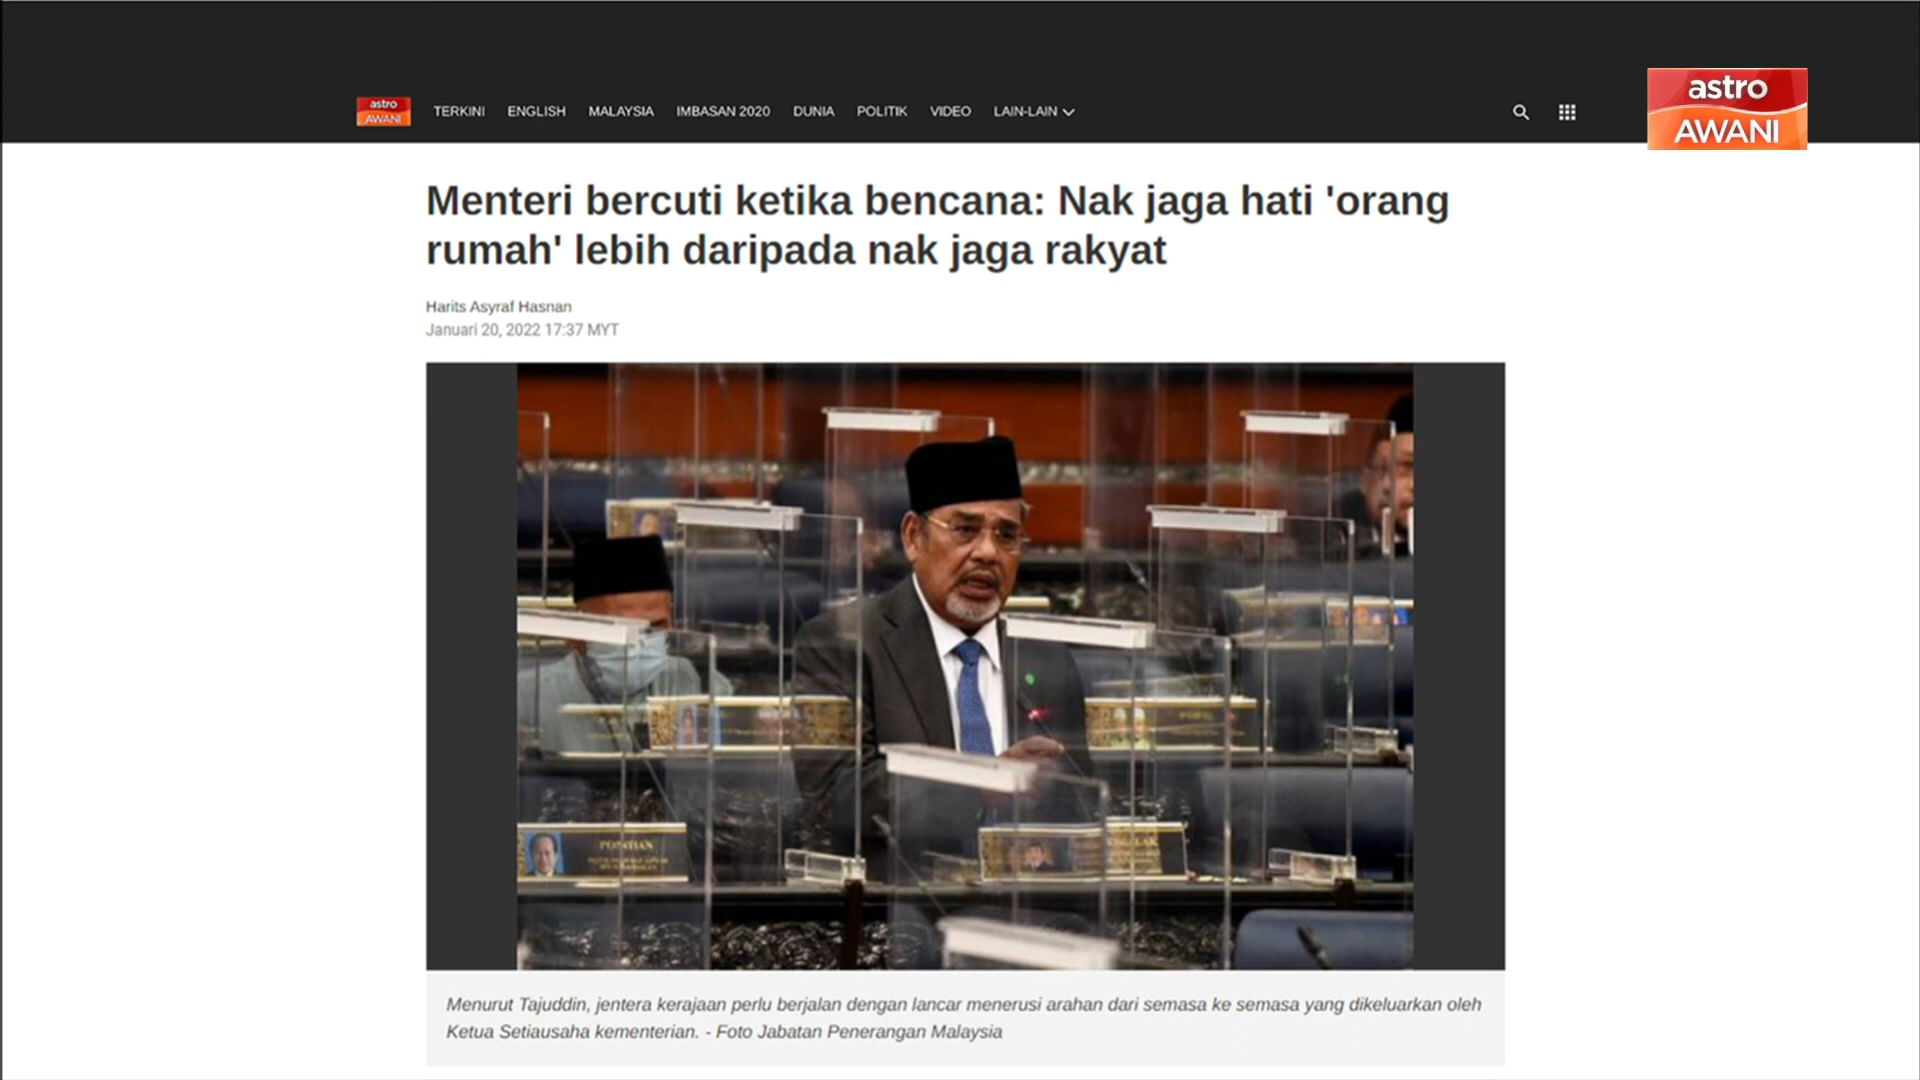 astro
AWANI
astro
AWANI
TERKINI ENGLISH MALAYSIA IMBASAN 2020 DUNIA POLITIK VIDEO LAIN-LAIN
Menteri bercuti ketika bencana: Nak jaga hati 'orang
rumah' lebih daripada nak jaga rakyat
Harits Asyraf Hasnan
Januari 20, 2022 17:37 MYT
PONTIAN
Menurut Tajuddin, jentera kerajaan perlu berjalan dengan lancar menerusi arahan dari semasa ke semasa yang dikeluarkan oleh
Ketua Setiausaha kementerian. - Foto Jabatan Penerangan Malaysia